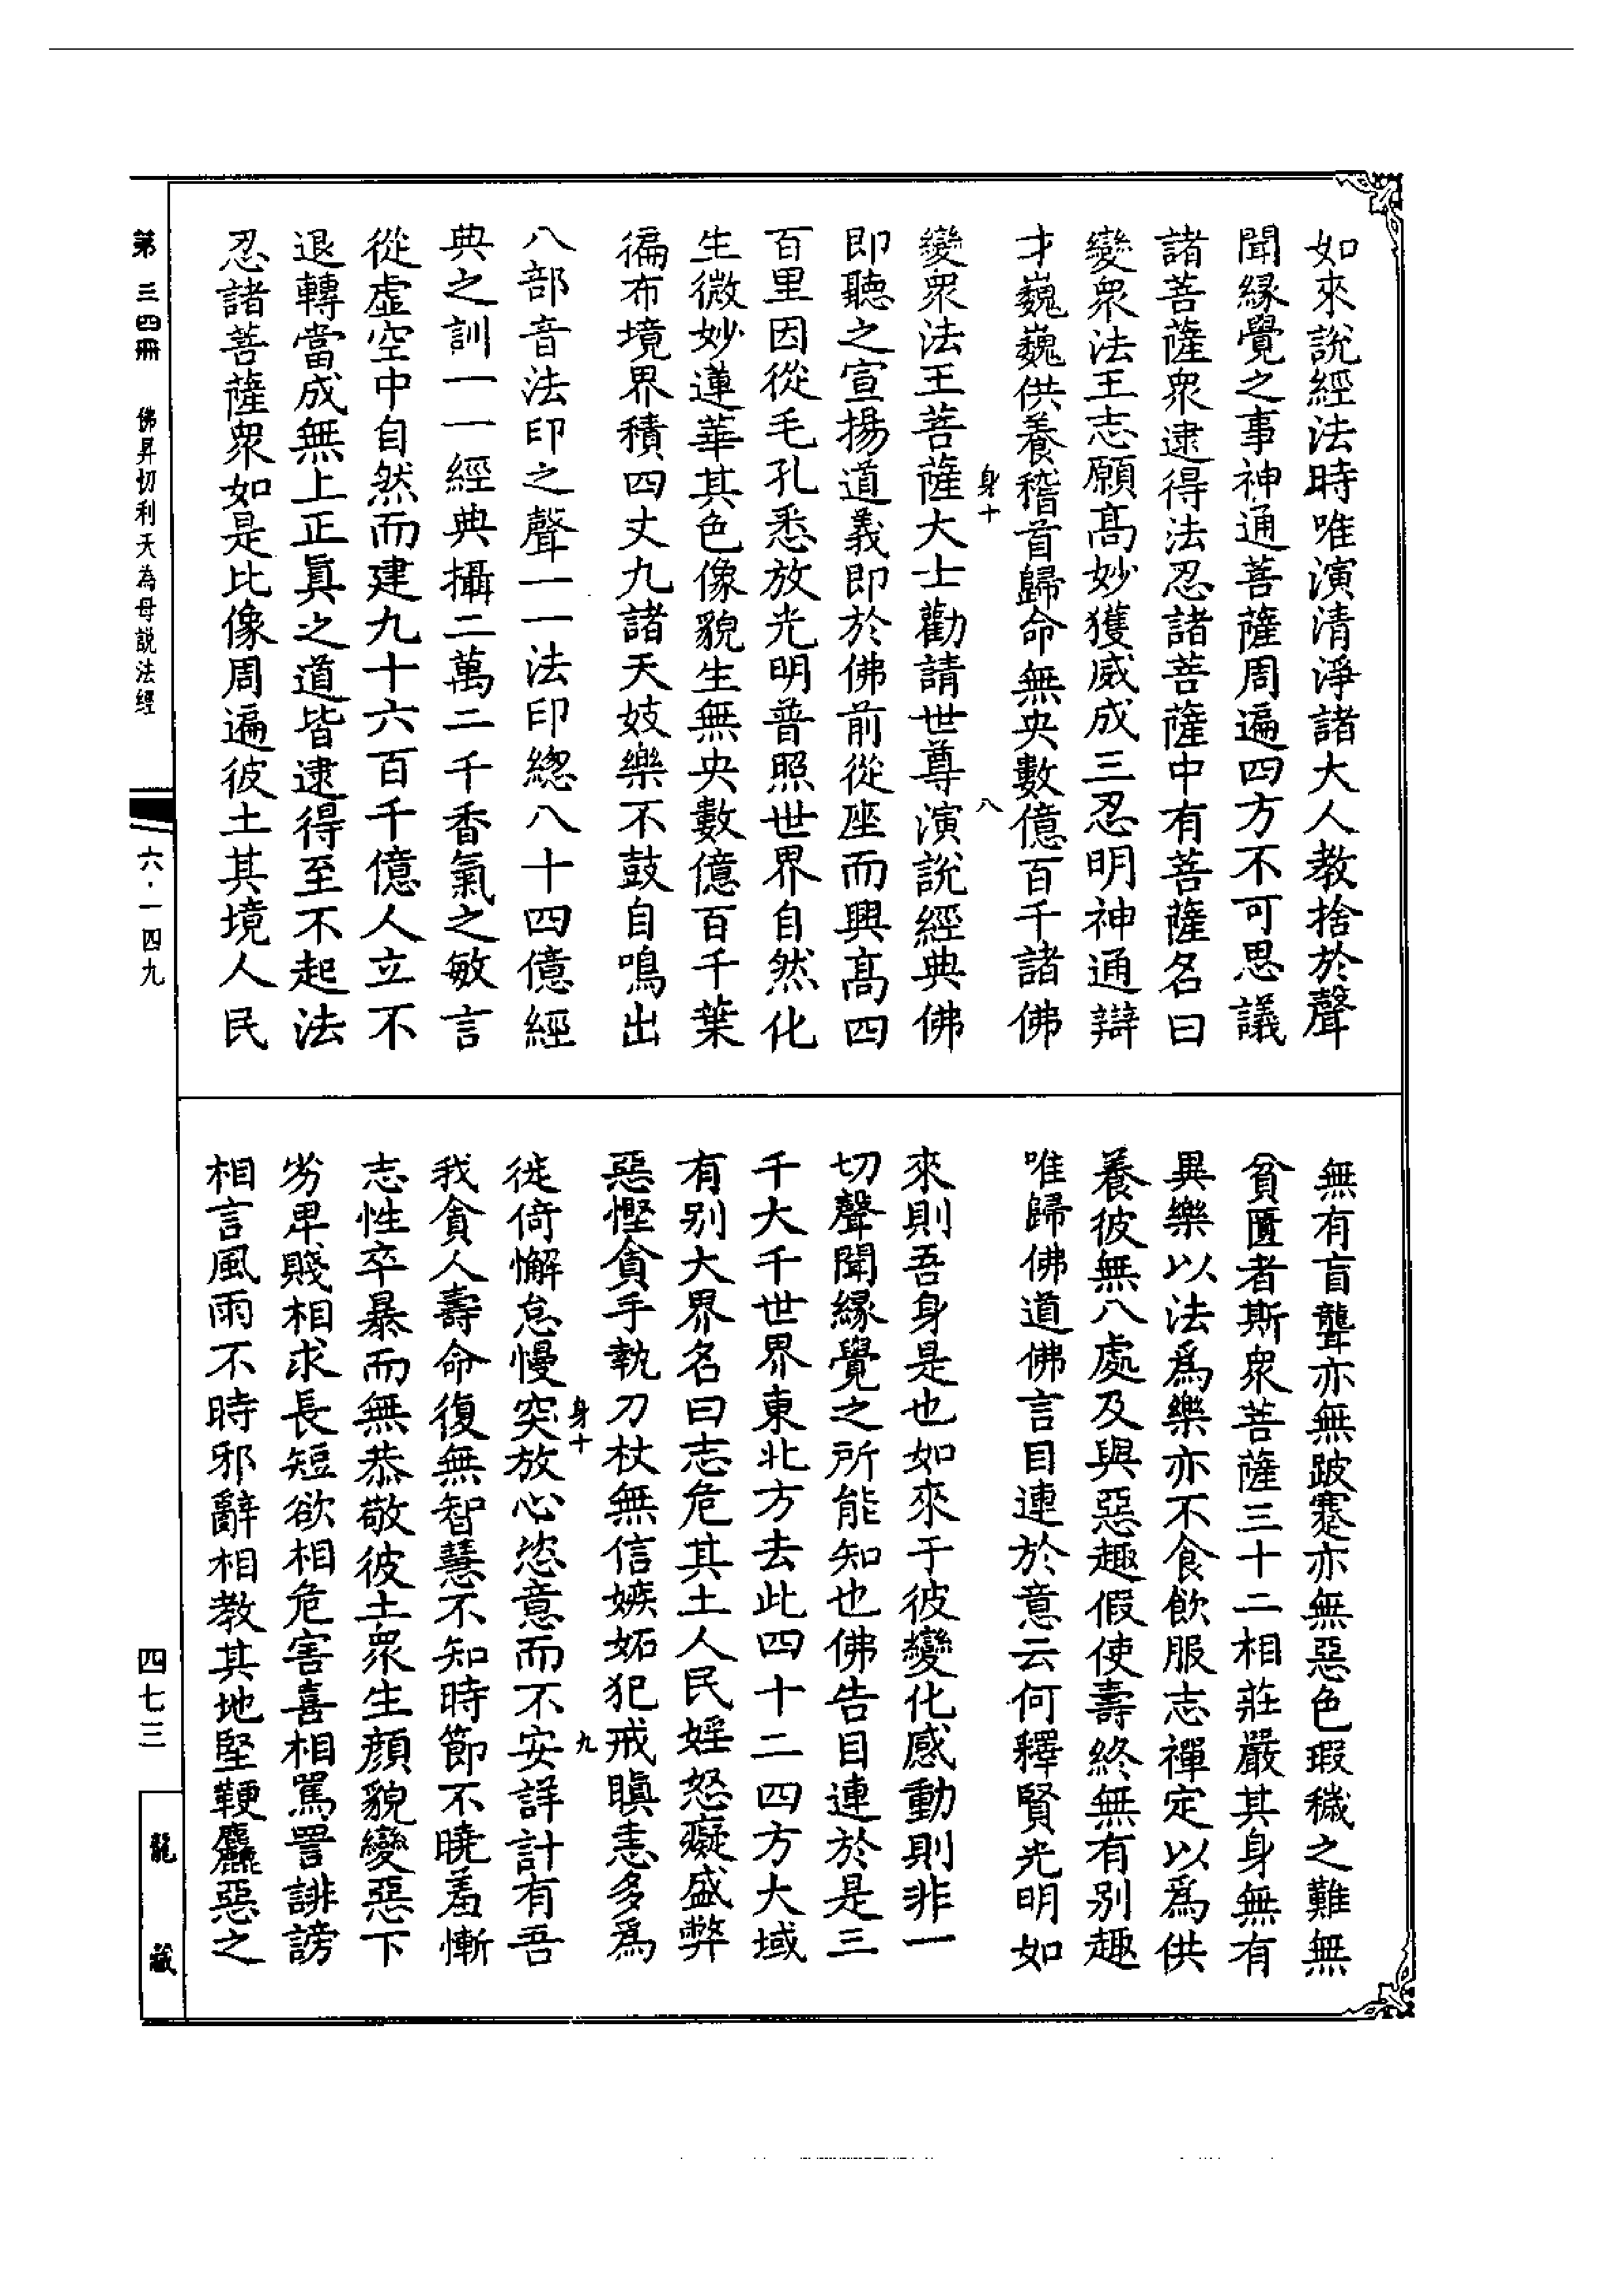 如來說經法時唯演清淨諸大人教捨於聲
聞緣覺之事神通菩薩周遍四方不可思議
諸菩薩衆逮得法忍諸菩薩中有菩薩名曰
變衆法王志願高妙獲威成三忍明神通辯
才巍巍供養稽首歸命無央數億百千諸佛
身十
八
變衆法王菩薩大士勸請世尊演說經典佛
即聽之宣揚道義即於佛前從座而興高四
百里因從毛孔悉放光明普照世界自然化
生微妙蓮華其色像貌生無央數億百千葉
徧布境界積四丈九諸天妓樂不鼓自鳴出
八部音法印之聲一一法印總八十四億經
典之訓一一經典攝二萬二千香氣之敏言
從虛空中自然而建九十六百千億人立不
退轉當成無上正眞之道皆逮得至不起法
忍諸菩薩衆如是比像周遍彼土其境人民
無有盲聾亦無跛蹇亦無惡色瑕穢之難無
貧匱者斯衆菩薩三十二相莊嚴其身無有
異樂以法爲樂亦不食飲服志禪定以爲供
養彼無八處及與惡趣假使壽終無有別趣
唯歸佛道佛言目連於意云何釋賢光明如
來則吾身是也如來于彼變化感動則非一
切聲聞緣覺之所能知也佛告目連於是三
千大千世界東北方去此四十二四方大域
有別大界名曰志危其土人民婬怒癡盛弊
惡慳貪手執刀杖無信嫉妬犯戒瞋恚多爲
身十
九
徙倚懈怠慢突放心恣意而不安詳計有吾
我貪人壽命復無智慧不知時節不曉羞慚
志性卒暴而無恭敬彼土衆生顏貌變惡下
劣卑賤相求長短欲相危害喜相罵詈誹謗
相言風雨不時邪辭相教其地堅鞕麤惡之
第三四冊 佛昇忉利天為母説法經
六·一四九
四七三
龍藏